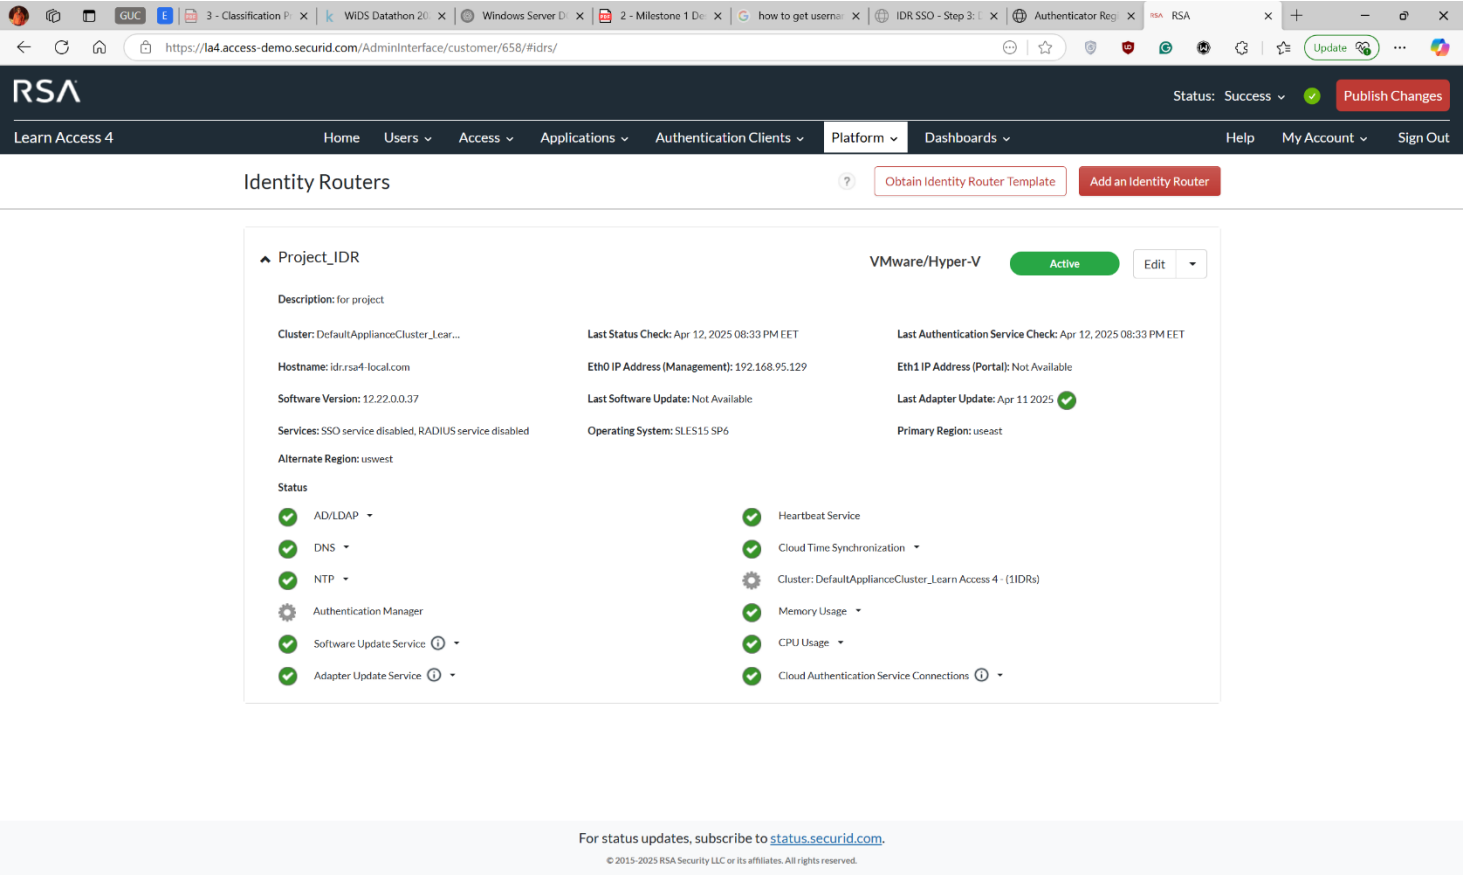 GUC
E
3 - Classification Pr
WiDS Datathon 20
Windows Server D
2 - Milestone 1 De
how to get userna
IDR SSO - Step 3: D
Authenticator Reg
RSA RSA
https://la4.access-demo.securid.com/AdminInterface/customer/658/#idrs/
Update
RSA
Status: Success
Publish Changes
Learn Access 4
Home
Users
Access
Applications
Authentication Clients
Platform
Dashboards
Help
My Account
Sign Out
Identity Routers
?
Obtain Identity Router Template
Add an Identity Router
Project_IDR
VMware/Hyper-V
Active
Edit
Description: for project
Cluster: DefaultApplianceCluster_Lear...
Last Status Check: Apr 12, 2025 08:33 PM EET
Last Authentication Service Check: Apr 12, 2025 08:33 PM EET
Hostname: idr.rsa4-local.com
Eth0 IP Address (Management): 192.168.95.129
Eth1 IP Address (Portal): Not Available
Software Version: 12.22.0.0.37
Last Software Update: Not Available
Last Adapter Update: Apr 11 2025
Services: SSO service disabled, RADIUS service disabled
Operating System: SLES15 SP6
Primary Region: useast
Alternate Region: uswest
Status
AD/LDAP
Heartbeat Service
DNS
Cloud Time Synchronization
NTP
Cluster: DefaultApplianceCluster_Learn Access 4 - (1IDRs)
Authentication Manager
Memory Usage
Software Update Service
CPU Usage
Adapter Update Service
Cloud Authentication Service Connections
For status updates, subscribe to status.securid.com.
© 2015-2025 RSA Security LLC or its affiliates. All rights reserved.